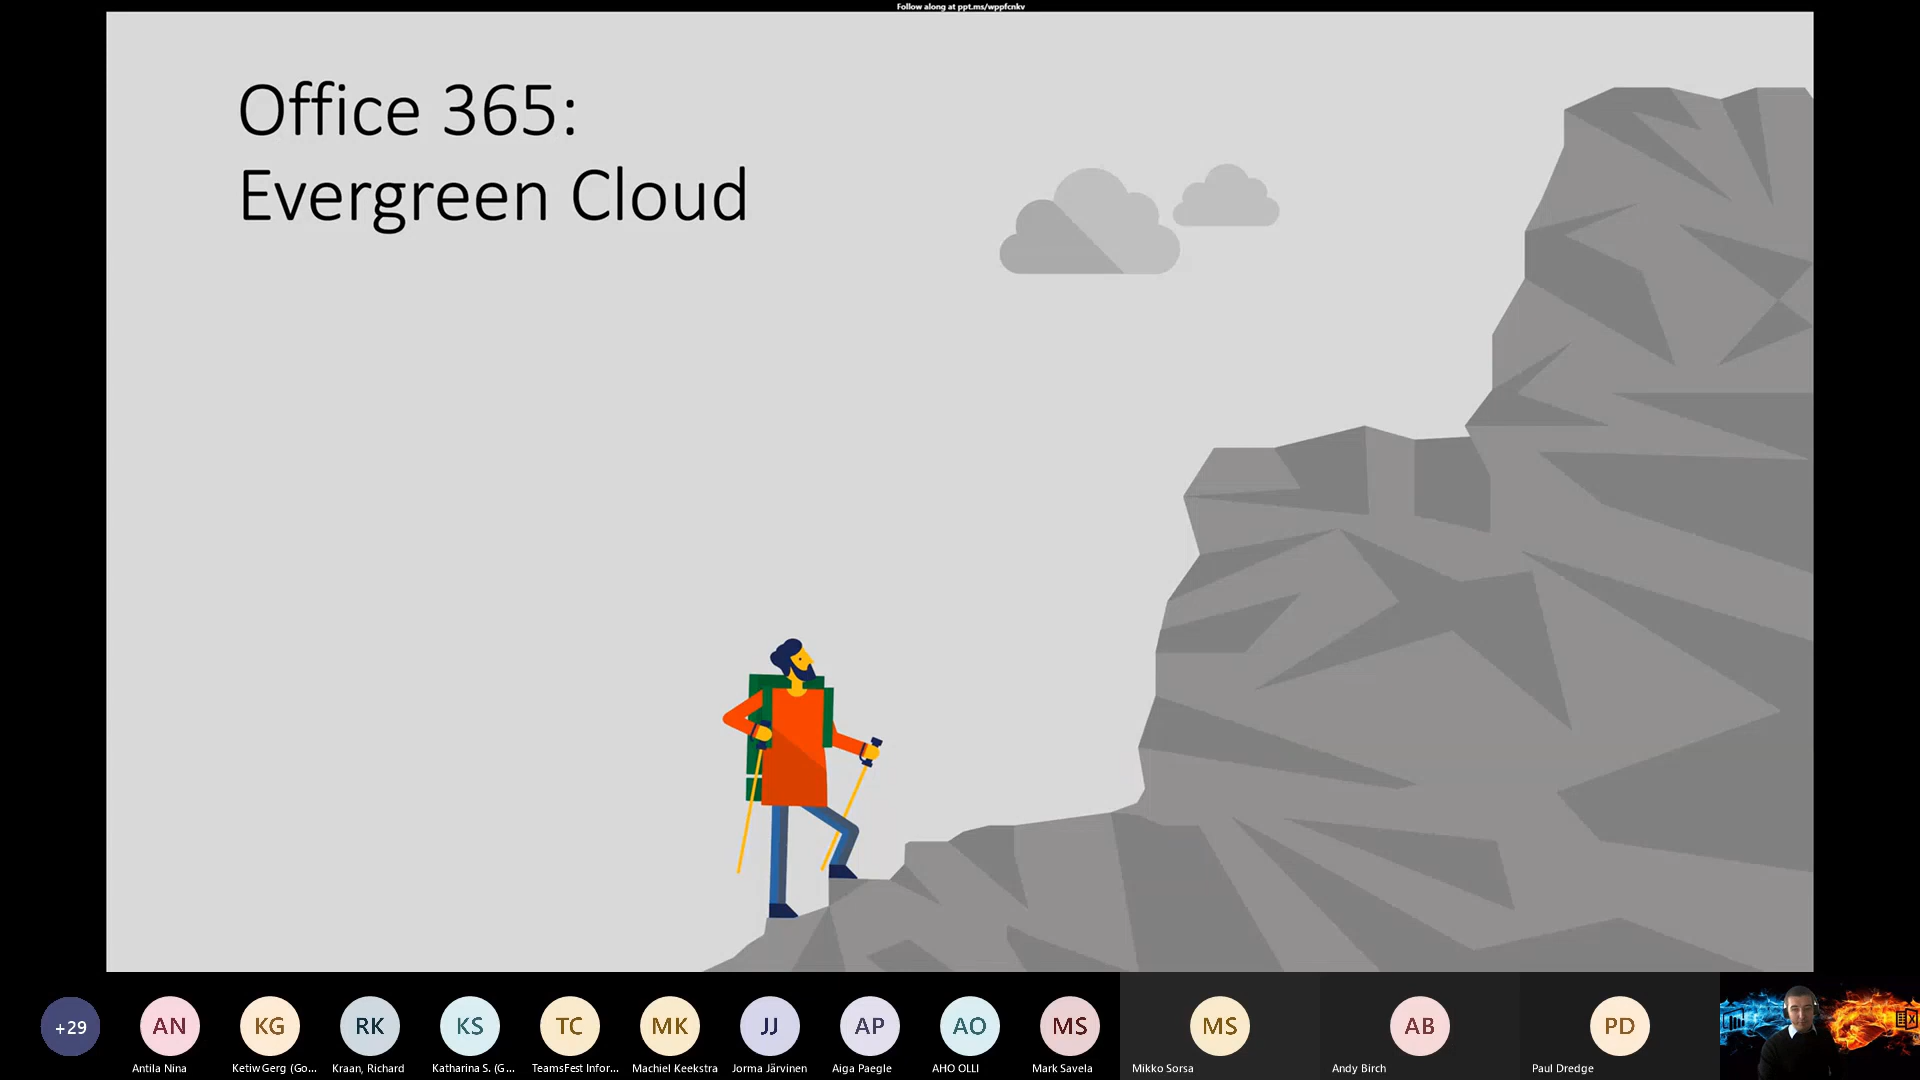 Follow along at ppt.ms/wppfcnkv
Office 365:
Evergreen Cloud
+29
AN
KG
RK
KS
TC
MK
JJ
AP
AO
MS
MS
AB
PD
Antila Nina
Ketiw Gerg (Go...
Kraan, Richard
Katharina S. (G...
TeamsFest Infor...
Machiel Keekstra
Jorma Järvinen
Aiga Paegle
AHO OLLI
Mark Savela
Mikko Sorsa
Andy Birch
Paul Dredge